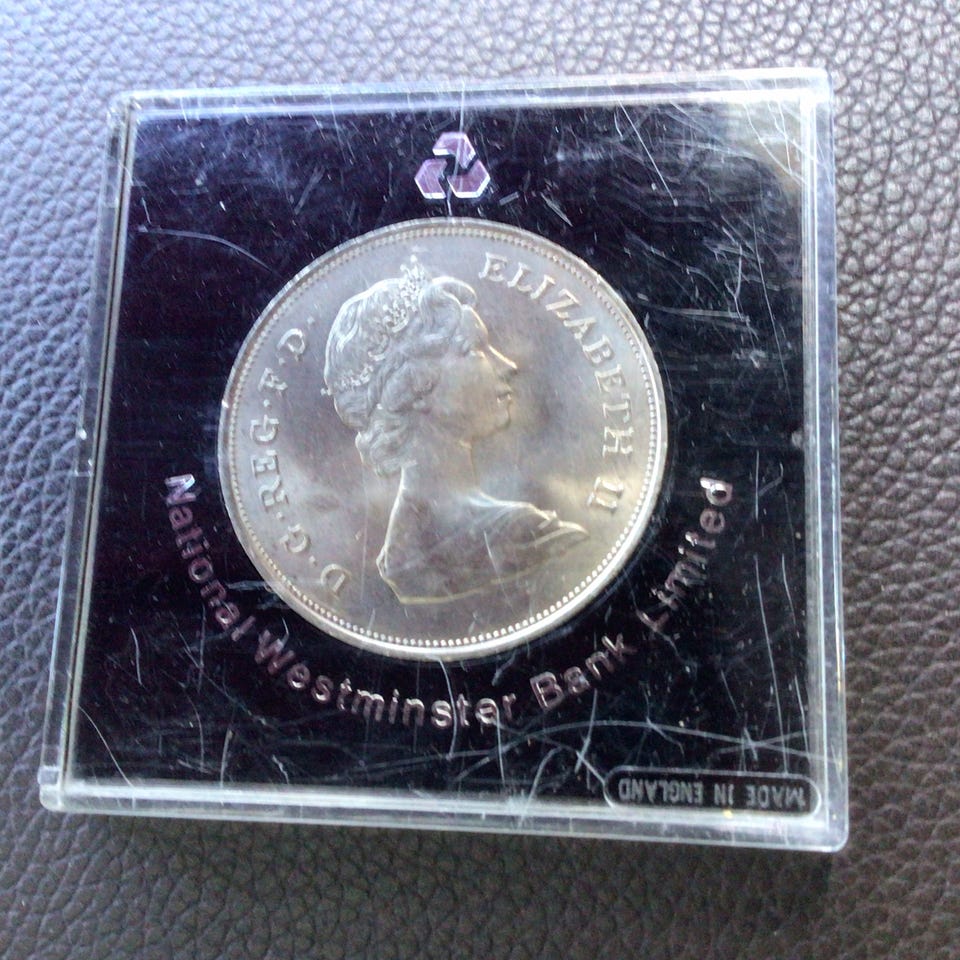 D·G·REG·F·D· ELIZABETH II
National Westminster Bank Limited
MADE IN ENGLAND